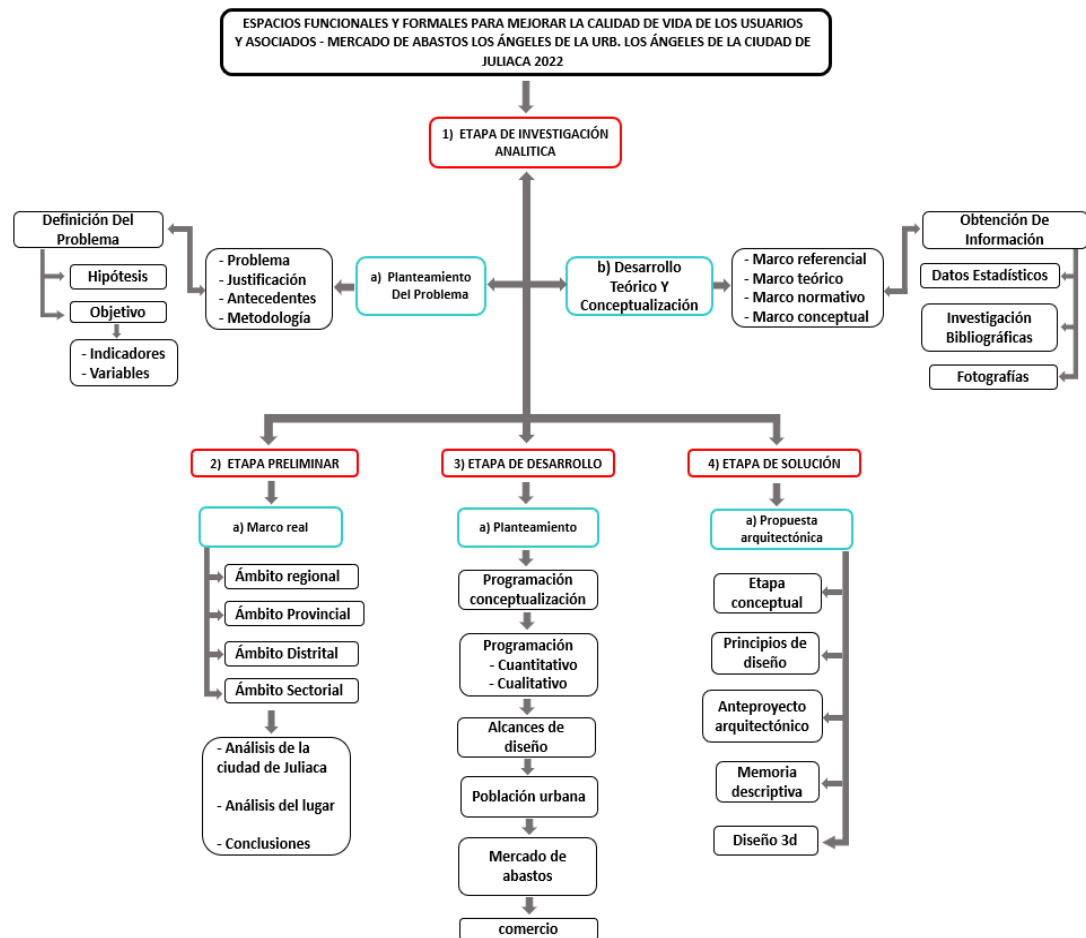 ESPACIOS FUNCIONALES Y FORMALES PARA MEJORAR LA CALIDAD DE VIDA DE LOS USUARIOS
Y ASOCIADOS - MERCADO DE ABASTOS LOS ÁNGELES DE LA URB. LOS ÁNGELES DE LA CIUDAD DE
JULIACA 2022
1) ETAPA DE INVESTIGACIÓN
ANALITICA
Definición Del
Problema
Hipótesis
Objetivo
- Indicadores
- Variables
- Problema
- Justificación
- Antecedentes
- Metodología
a) Planteamiento
Del Problema
b) Desarrollo
Teórico Y
Conceptualización
- Marco referencial
- Marco teórico
- Marco normativo
- Marco conceptual
Obtención De
Información
Datos Estadísticos
Investigación
Bibliográficas
Fotografías
2) ETAPA PRELIMINAR
a) Marco real
Ámbito regional
Ámbito Provincial
Ámbito Distrital
Ámbito Sectorial
- Análisis de la
ciudad de Juliaca
- Análisis del lugar
- Conclusiones
3) ETAPA DE DESARROLLO
a) Planteamiento
Programación
conceptualización
Programación
- Cuantitativo
- Cualitativo
Alcances de
diseño
Población urbana
Mercado de
abastos
comercio
4) ETAPA DE SOLUCIÓN
a) Propuesta
arquitectónica
Etapa
conceptual
Principios de
diseño
Anteproyecto
arquitectónico
Memoria
descriptiva
Diseño 3d